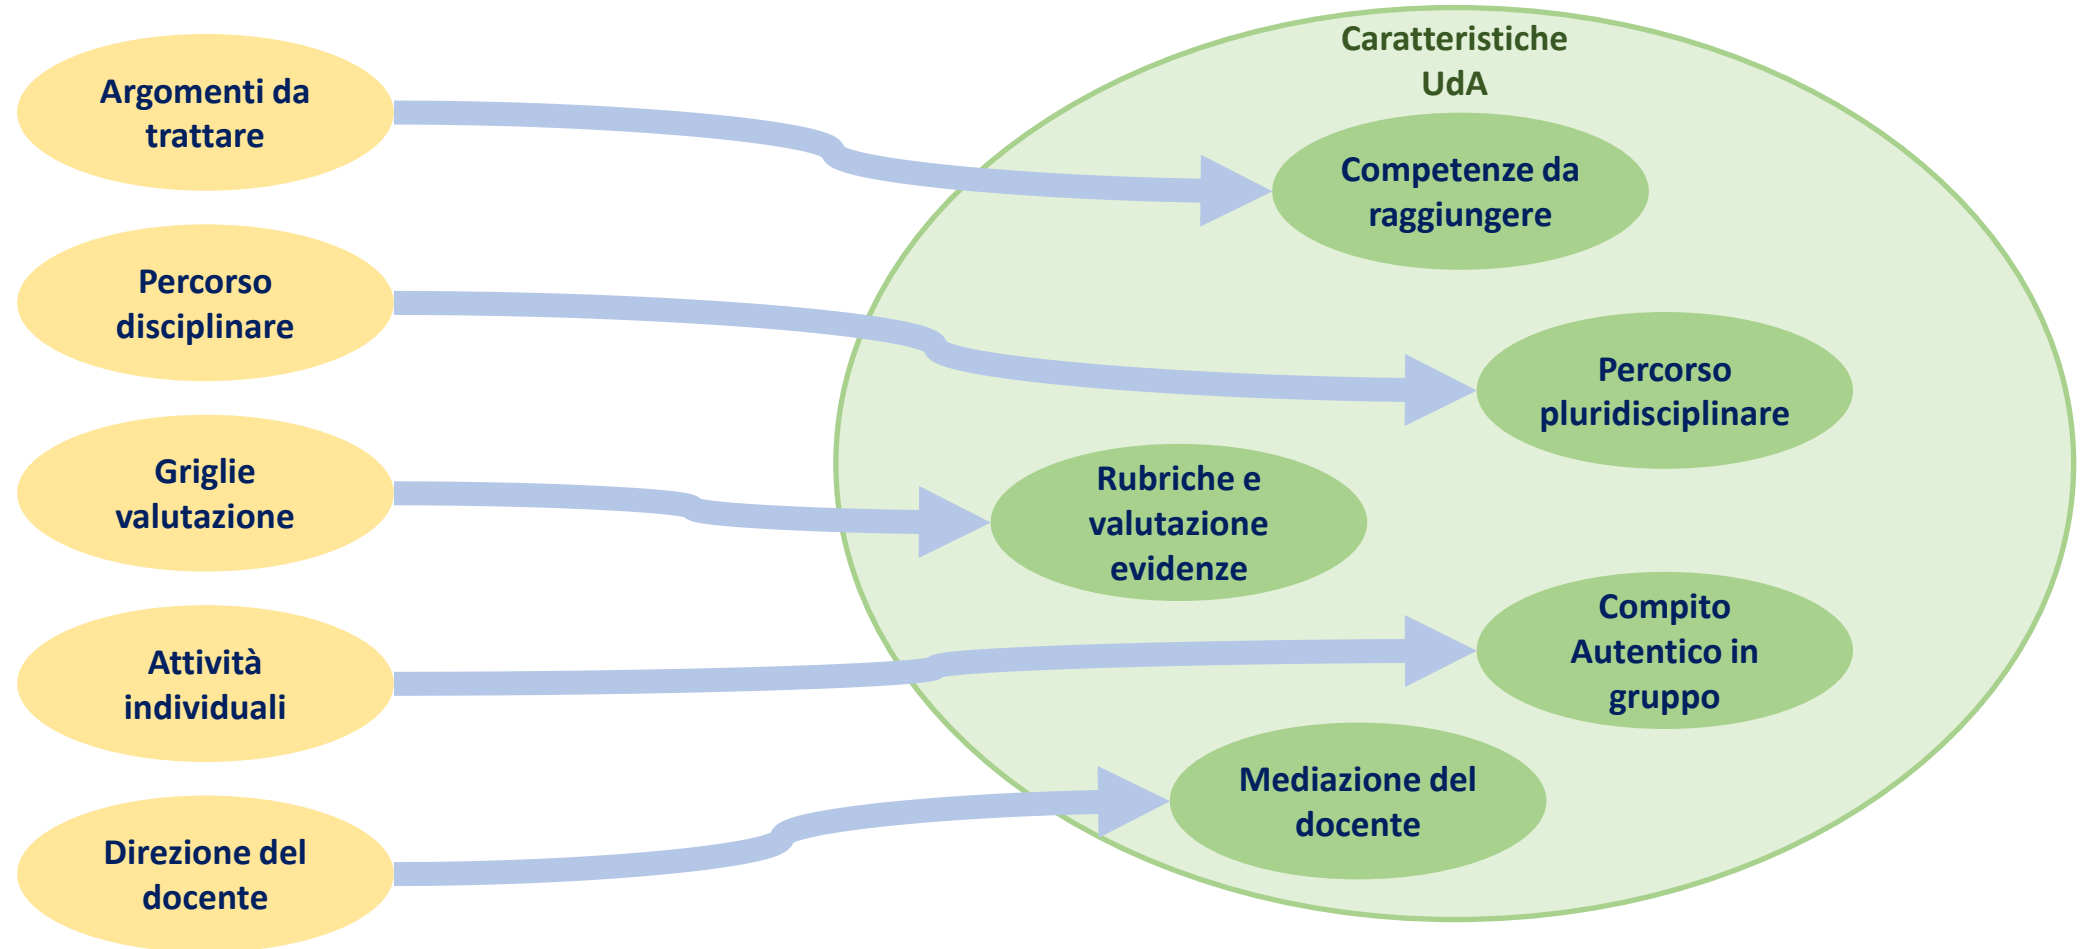 Argomenti da
trattare
Percorso
disciplinare
Griglie
valutazione
Attività
individuali
Direzione del
docente
Caratteristiche
UdA
Competenze da
raggiungere
Percorso
pluridisciplinare
Rubriche e
valutazione
evidenze
Compito
Autentico in
gruppo
Mediazione del
docente